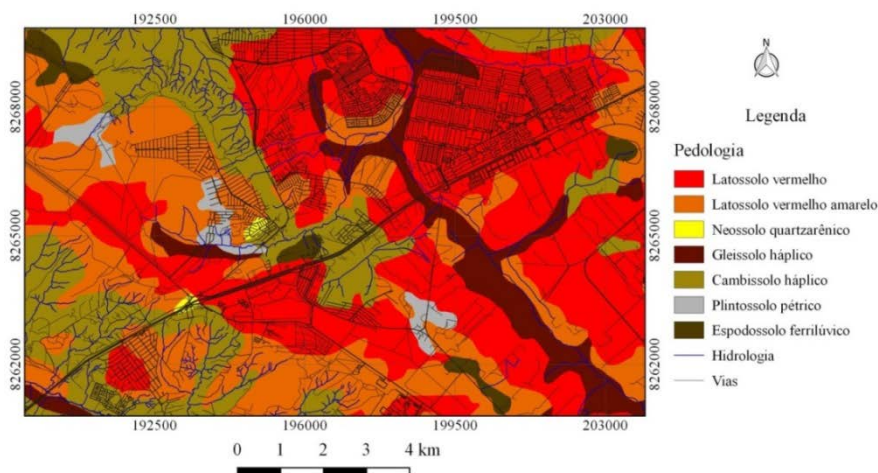 192500 196000 199500 203000
8268000 8268000
8265000 8265000
8262000 8262000
192500 196000 199500 203000
0 1 2 3 4 km
N
Legenda
Pedologia
Latossolo vermelho
Latossolo vermelho amarelo
Neossolo quartzarênico
Gleissolo háplico
Cambissolo háplico
Plintossolo pétrico
Espodossolo ferrilúvico
Hidrologia
Vias